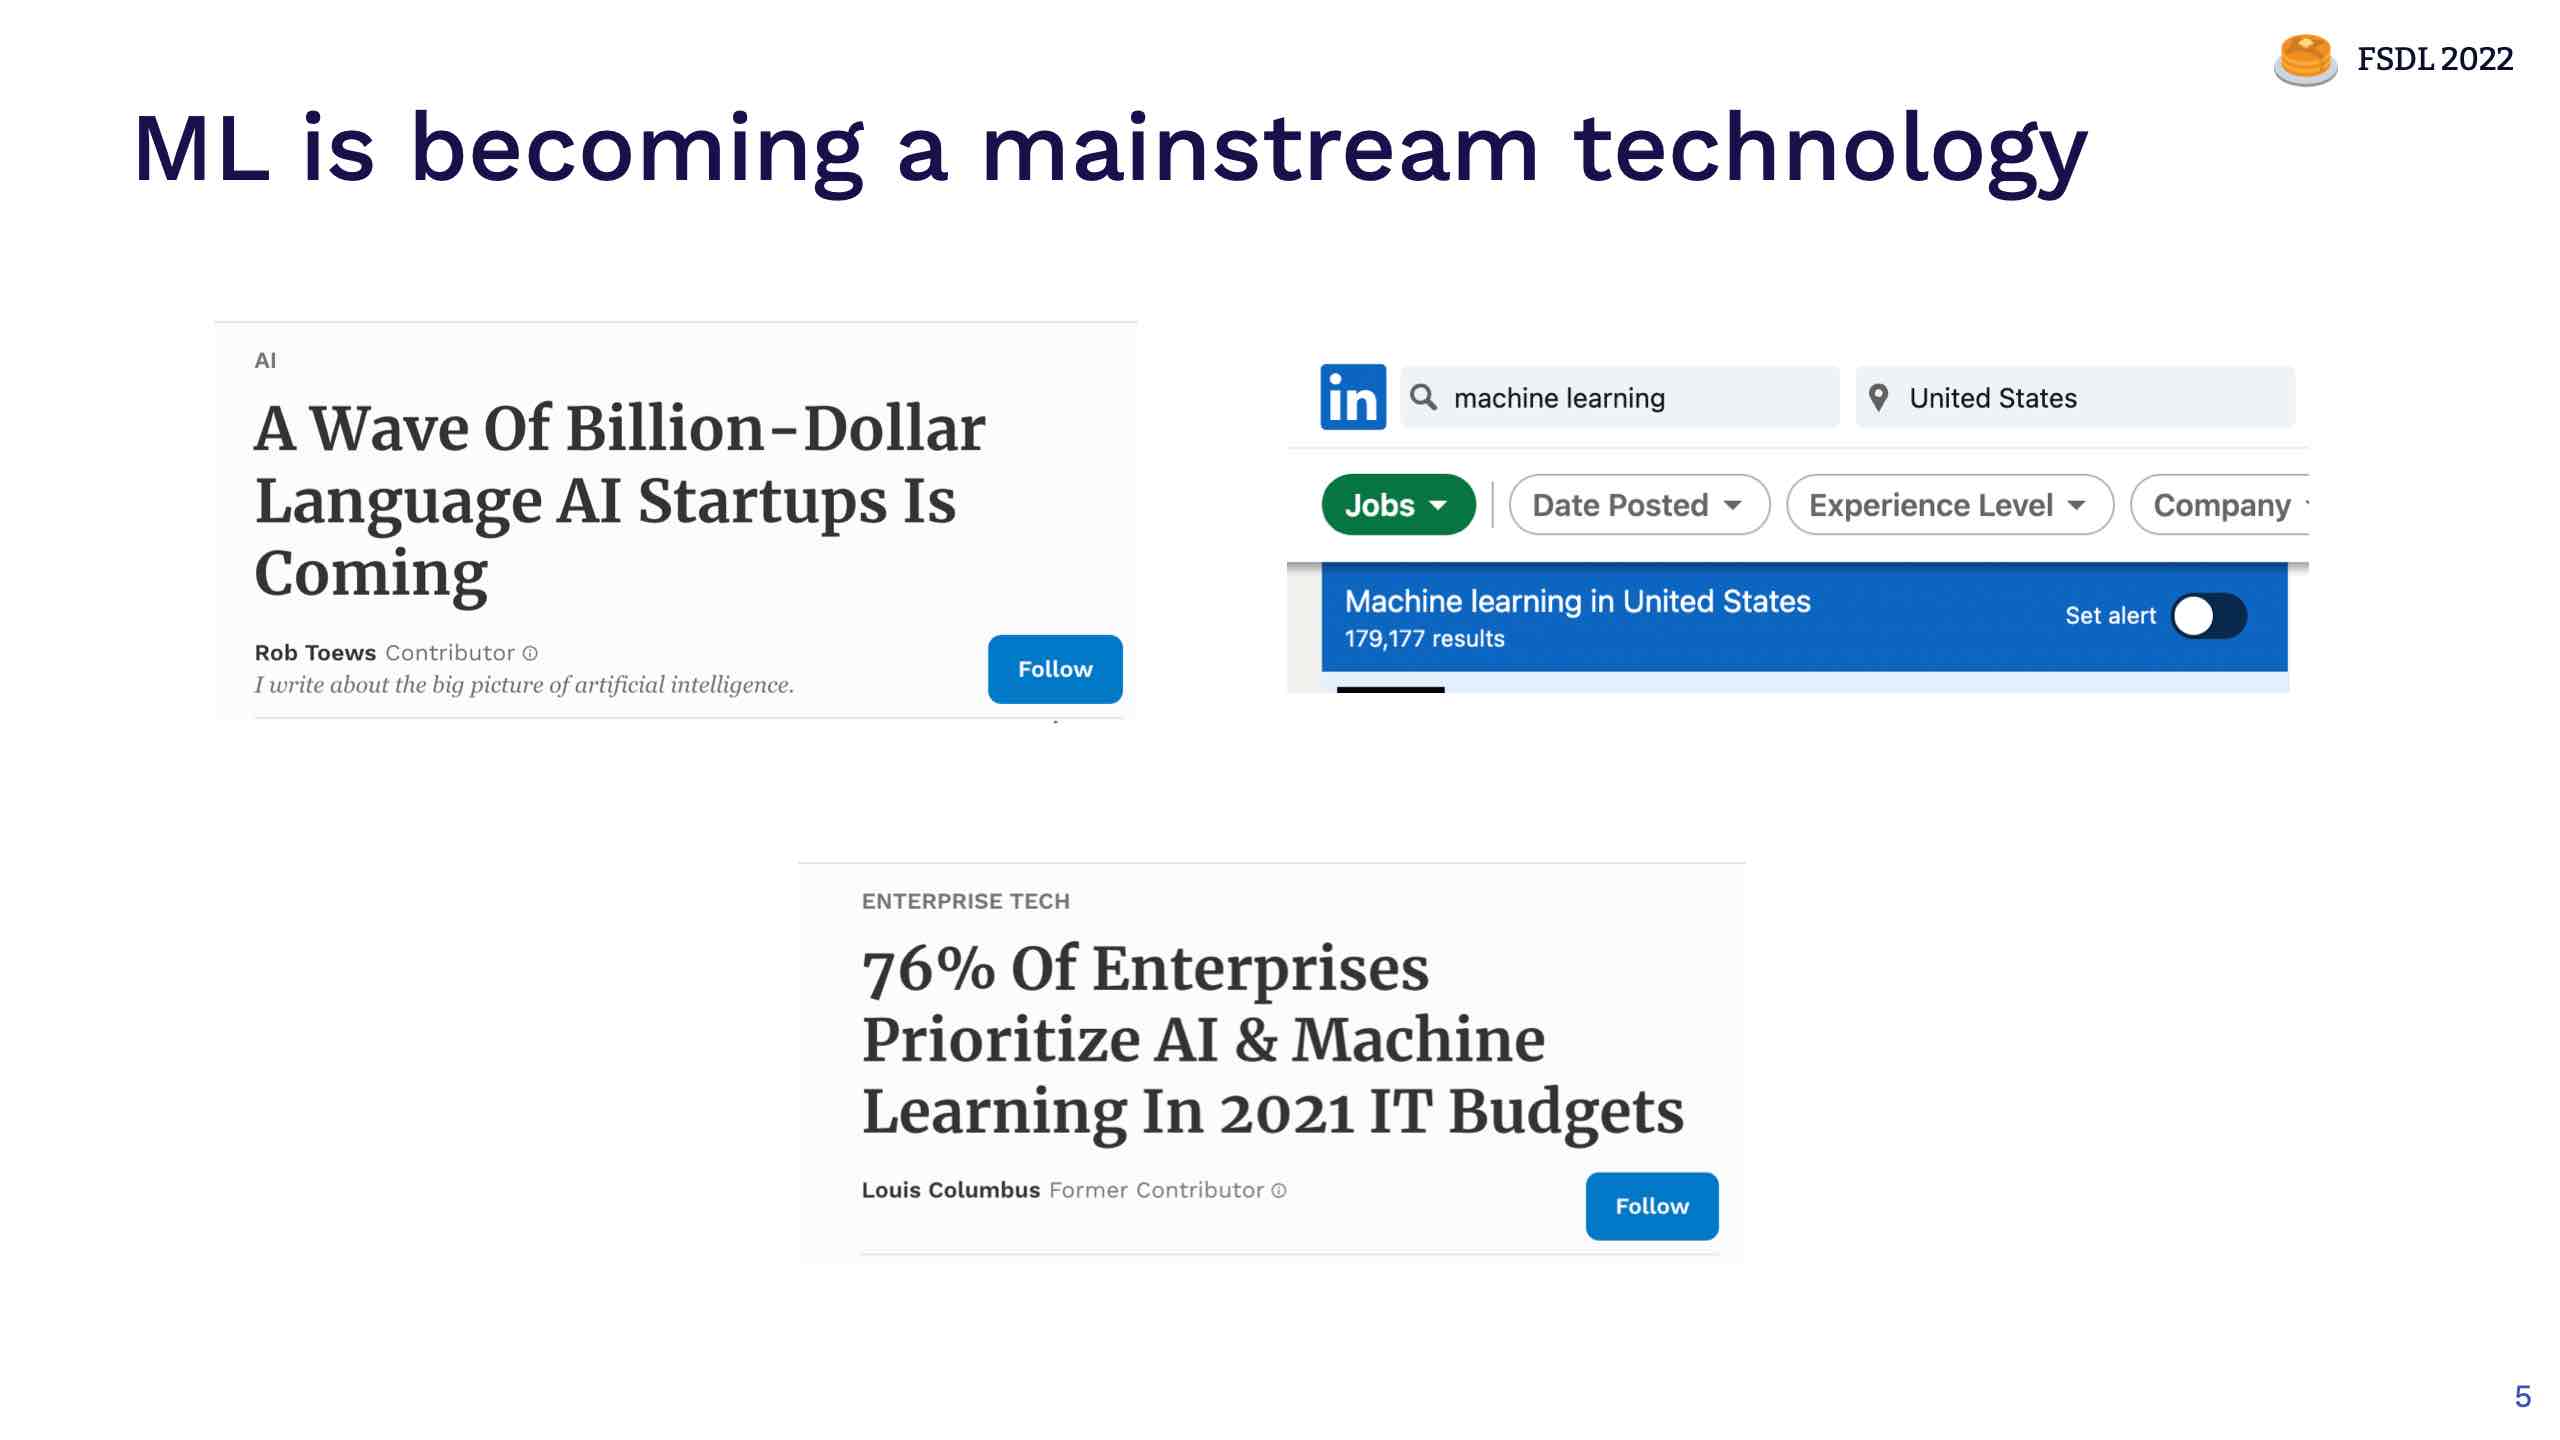 FSDL 2022
ML is becoming a mainstream technology
AI
A Wave Of Billion-Dollar
Language AI Startups Is
Coming
Rob Toews Contributor
I write about the big picture of artificial intelligence.
Follow
in
machine learning
United States
Jobs
Date Posted
Experience Level
Company
Machine learning in United States
179,177 results
Set alert
ENTERPRISE TECH
76% Of Enterprises
Prioritize AI & Machine
Learning In 2021 IT Budgets
Louis Columbus Former Contributor
Follow
5